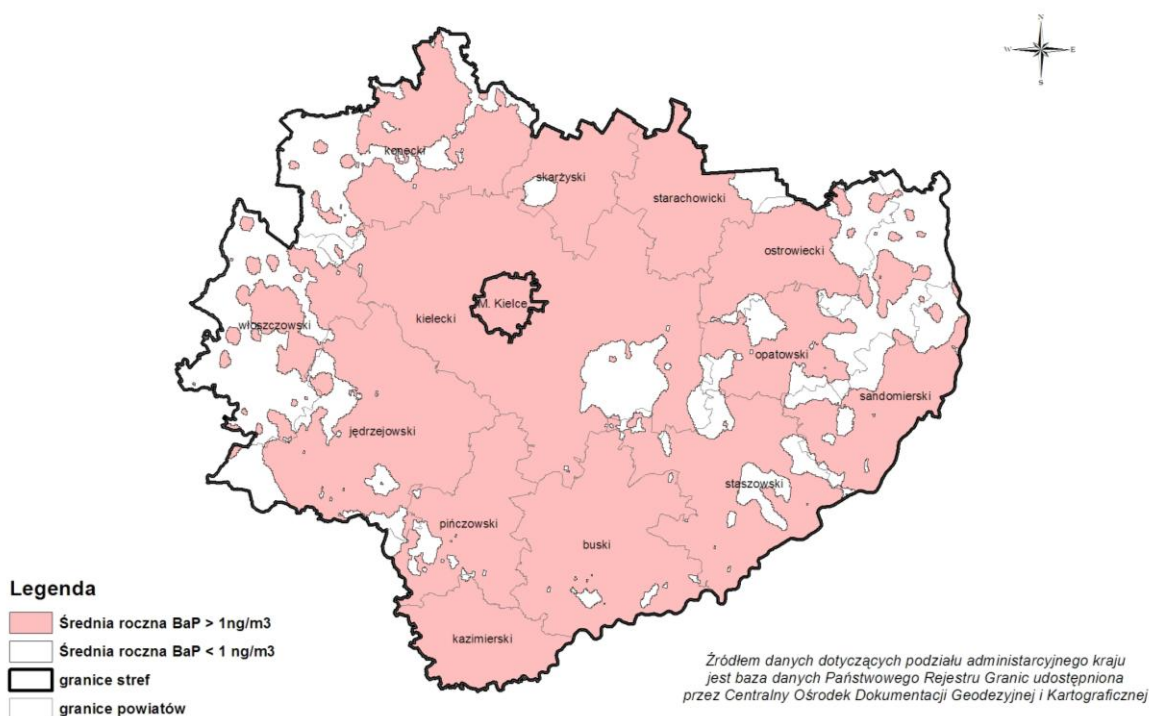 N
W E
S
konecki
skarżyski
starachowicki
ostrowiecki
M. Kielce
kielecki
włoszczowski
opatowski
sandomierski
jędrzejowski
staszowski
pińczowski
buski
kazimierski
Legenda
Średnia roczna BaP > 1ng/m3
Średnia roczna BaP < 1 ng/m3
granice stref
granice powiatów
Źródłem danych dotyczących podziału administarcyjnego kraju
jest baza danych Państwowego Rejestru Granic udostępniona
przez Centralny Ośrodek Dokumentacji Geodezyjnej i Kartograficznej